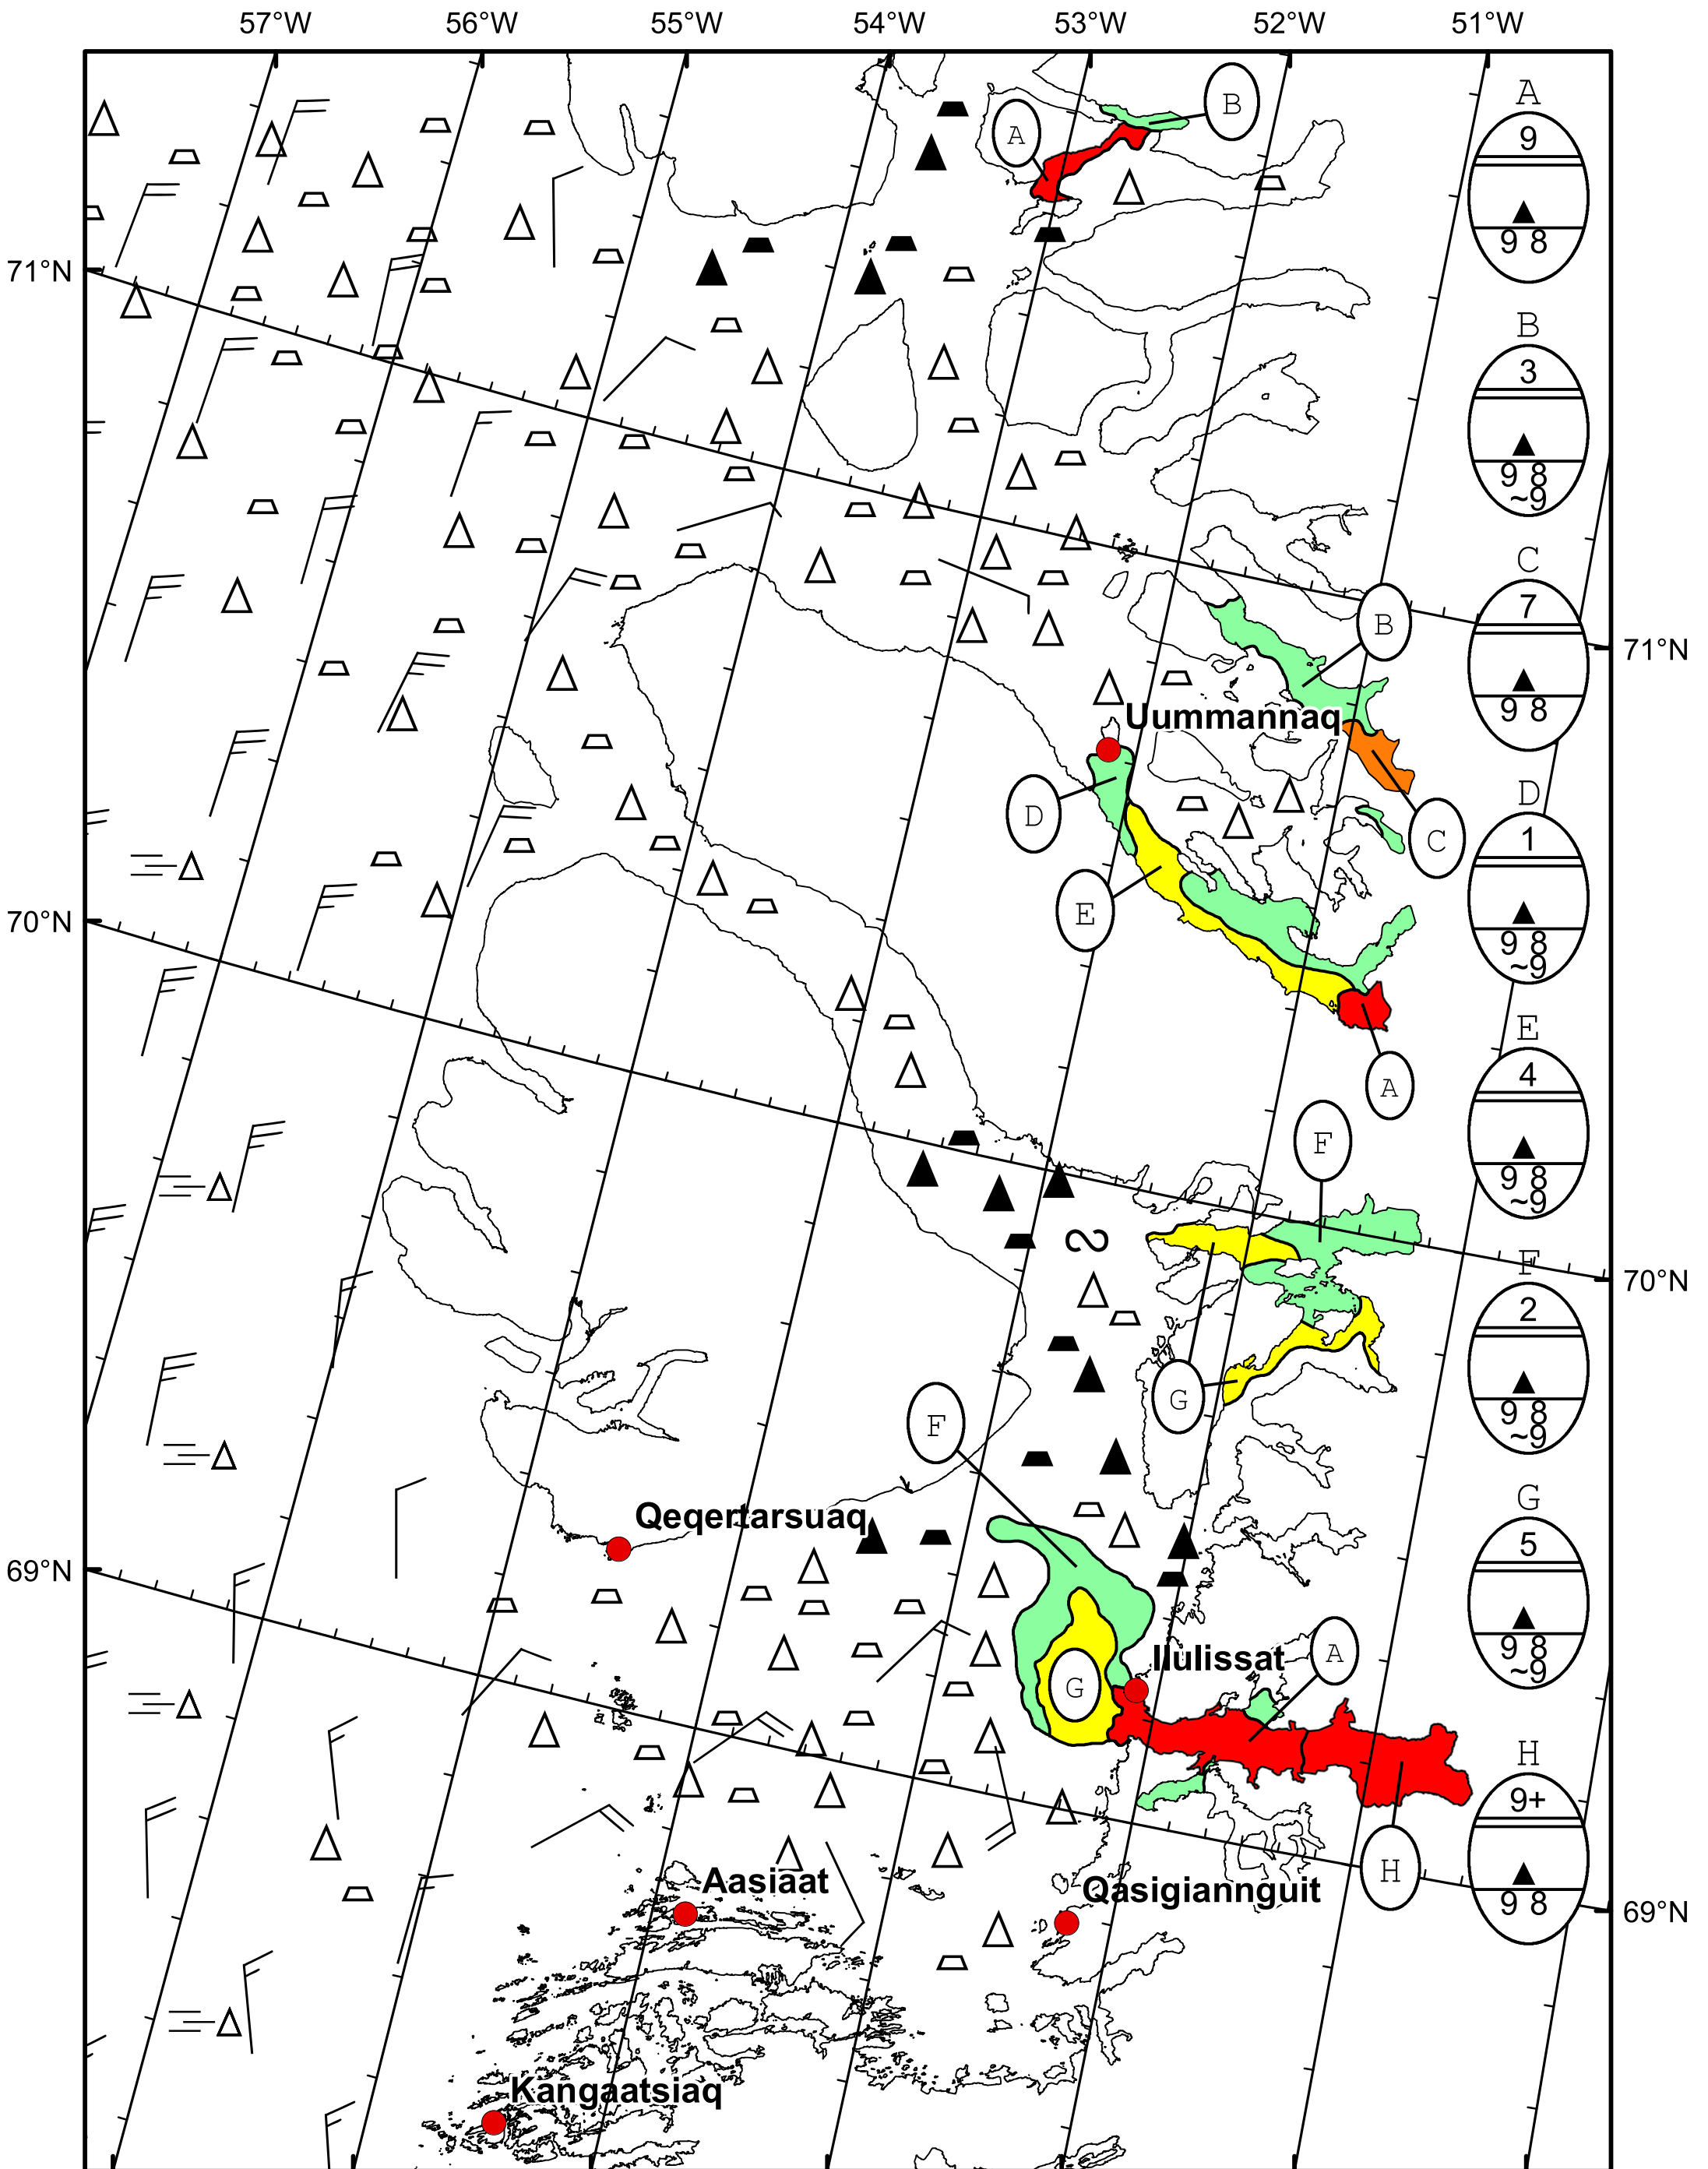 57°W 56°W 55°W 54°W 53°W 52°W 51°W
A
9
B
A
9 8
71°N
B
3
9 8
~9
C
7
B
71°N
9 8
Uummannaq
D
1
D
C
E
9 8
~9
70°N
E
4
A
F
9 8
~9
F
2
70°N
G
9 8
~9
F
G
5
Qeqertarsuaq
69°N
9 8
~9
Ilulissat
A
G
H
9+
H
9 8
Aasiaat
Qasigiannguit
69°N
Kangaatsiaq